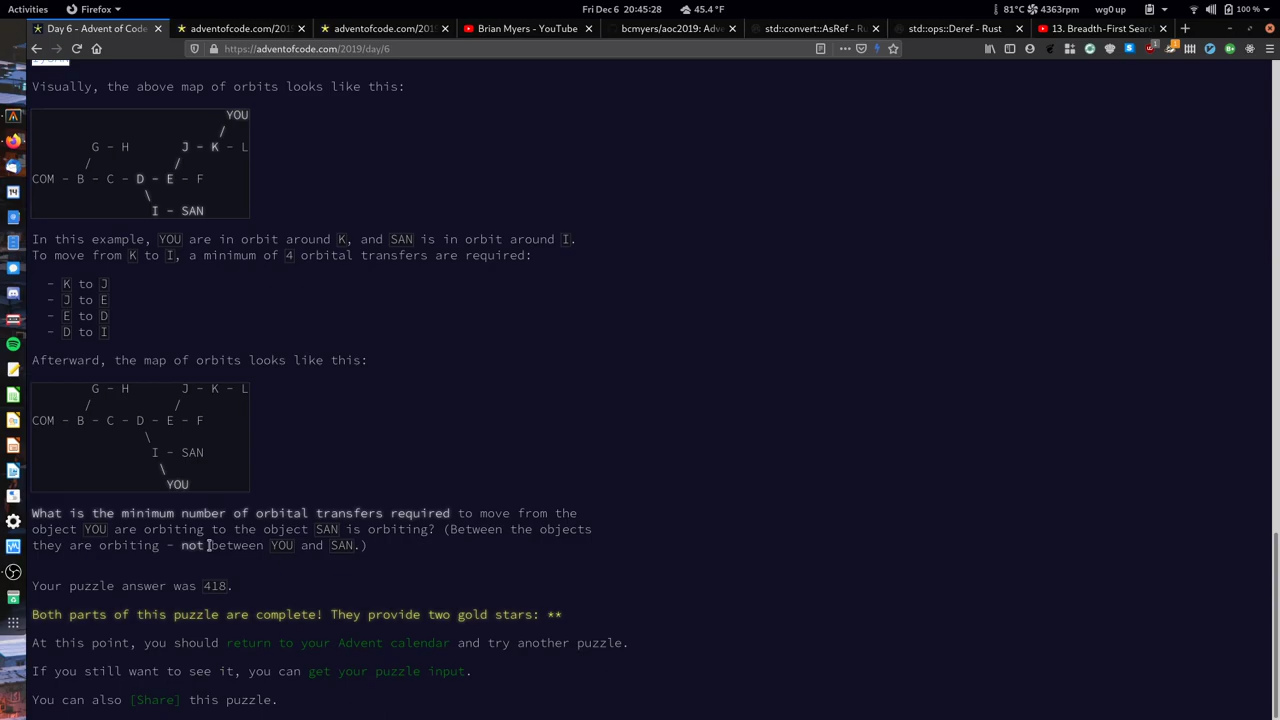 Activities Firefox Fri Dec 6 20:45:28 45.4°F 81°C 4363rpm wg0 up 100 %
Day 6 - Advent of Code adventofcode.com/2019 adventofcode.com/2019 Brian Myers - YouTube bcmyers/aoc2019: Adve std::convert::AsRef - Ru std::ops::Deref - Rust 13. Breadth-First Searc
https://adventofcode.com/2019/day/6
Visually, the above map of orbits looks like this:
YOU
/
G - H J - K - L
/ /
COM - B - C - D - E - F
\
I - SAN
In this example, YOU are in orbit around K, and SAN is in orbit around I.
To move from K to I, a minimum of 4 orbital transfers are required:
- K to J
- J to E
- E to D
- D to I
Afterward, the map of orbits looks like this:
G - H J - K - L
/ /
COM - B - C - D - E - F
\
I - SAN
\
YOU
What is the minimum number of orbital transfers required to move from the
object YOU are orbiting to the object SAN is orbiting? (Between the objects
they are orbiting - not between YOU and SAN.)
Your puzzle answer was 418.
Both parts of this puzzle are complete! They provide two gold stars: **
At this point, you should return to your Advent calendar and try another puzzle.
If you still want to see it, you can get your puzzle input.
You can also [Share] this puzzle.